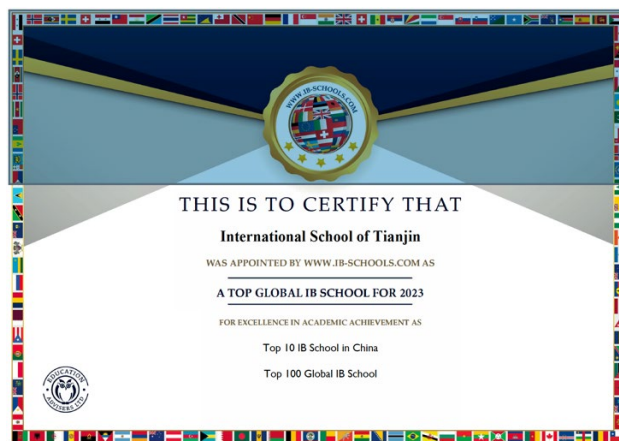 WWW.IB-SCHOOLS.COM
THIS IS TO CERTIFY THAT
International School of Tianjin
WAS APPOINTED BY WWW.IB-SCHOOLS.COM AS
A TOP GLOBAL IB SCHOOL FOR 2023
FOR EXCELLENCE IN ACADEMIC ACHIEVEMENT AS
Top 10 IB School in China
Top 100 Global IB School
EDUCATION
ADVISERS LTD